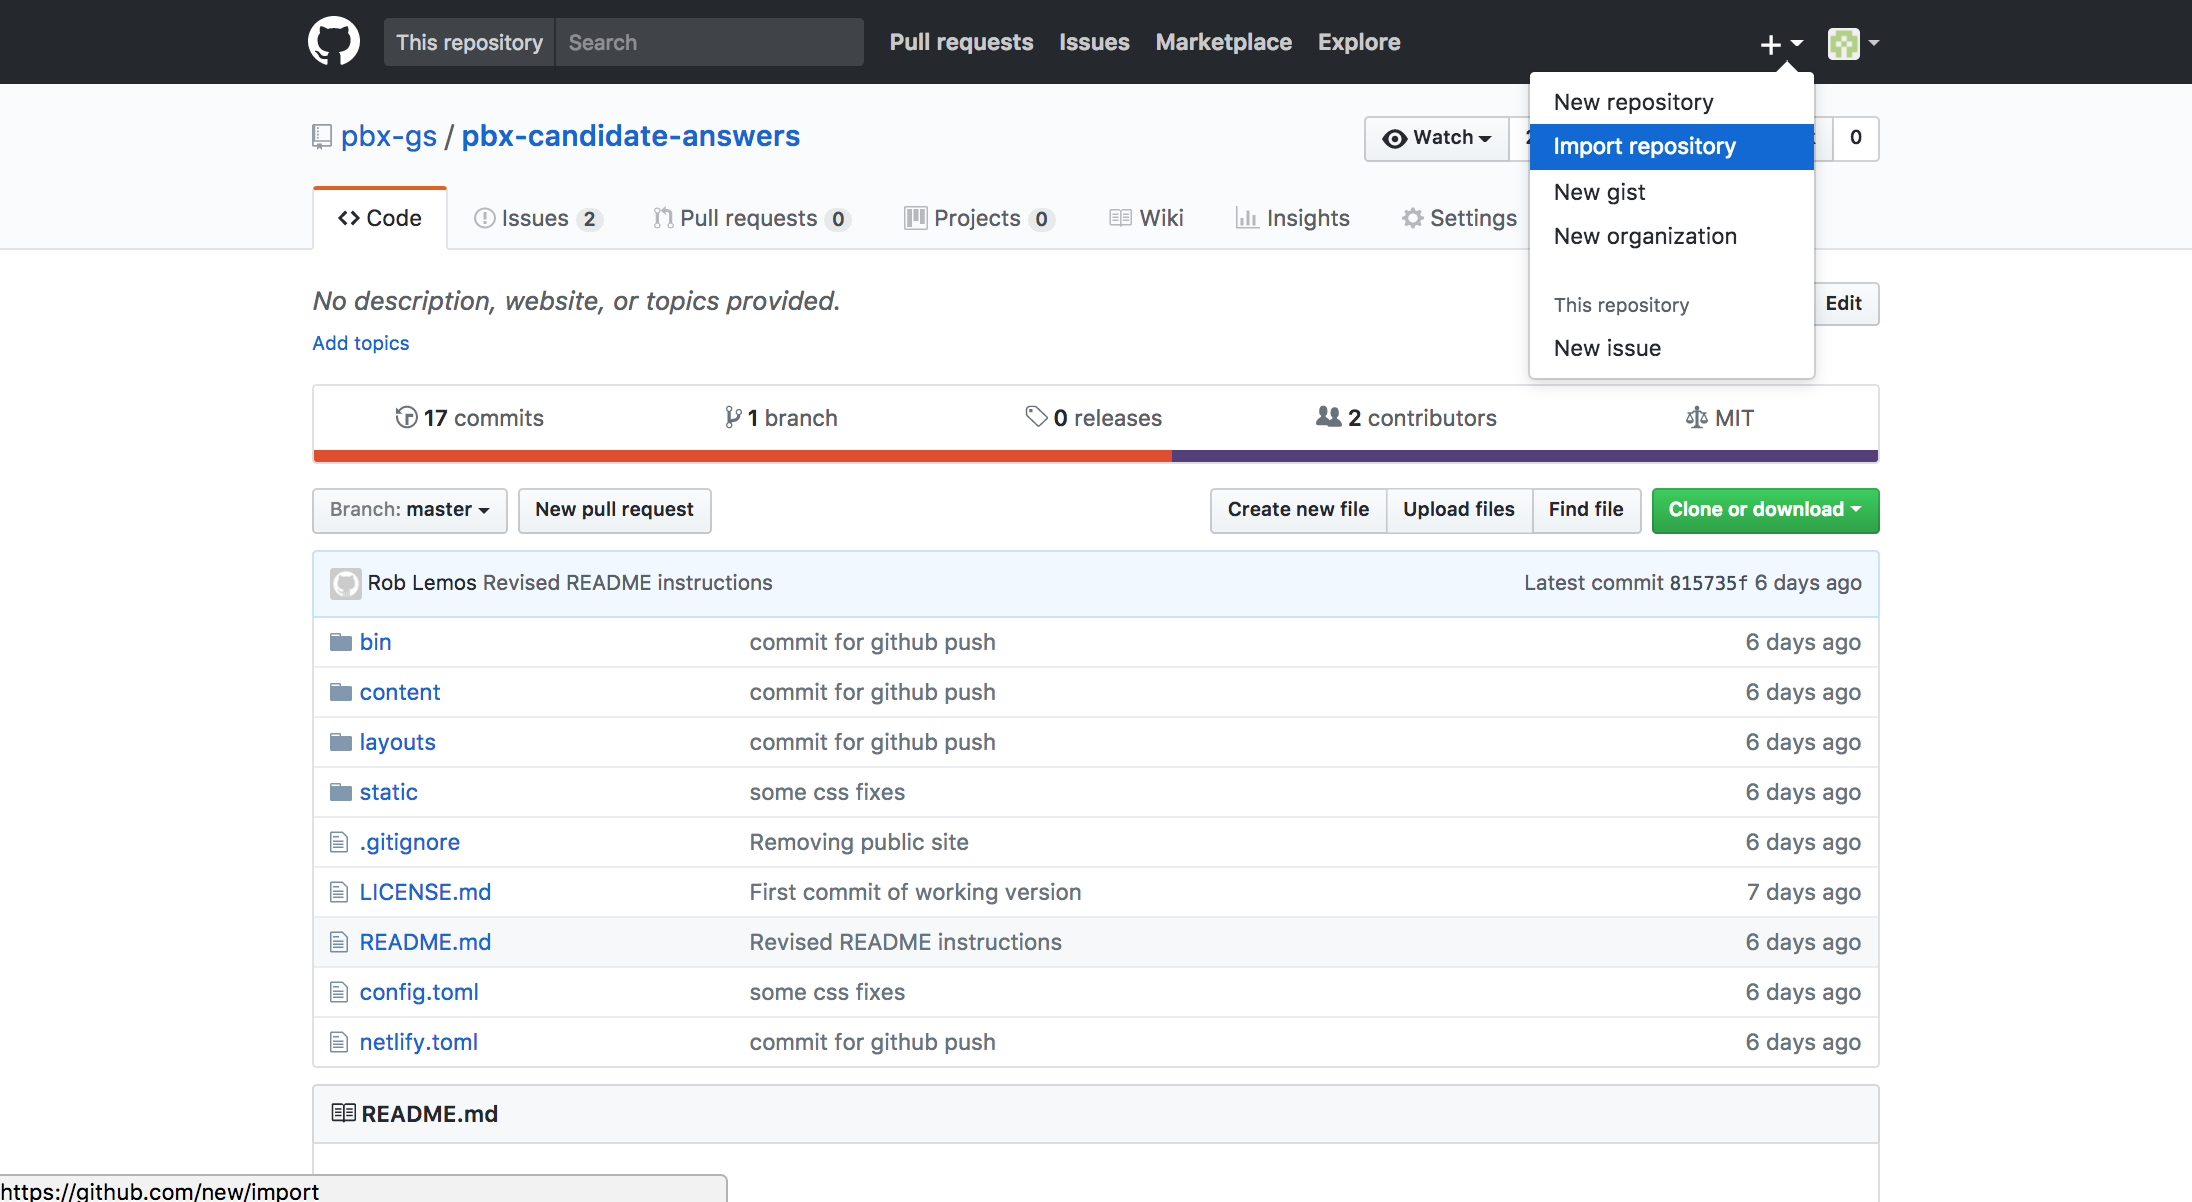 This repository Search Pull requests Issues Marketplace Explore
New repository
Import repository
New gist
New organization
This repository
New issue
pbx-gs / pbx-candidate-answers
Watch 0
Code Issues 2 Pull requests 0 Projects 0 Wiki Insights Settings
No description, website, or topics provided. Edit
Add topics
17 commits 1 branch 0 releases 2 contributors MIT
Branch: master New pull request Create new file Upload files Find file Clone or download
Rob Lemos Revised README instructions Latest commit 815735f 6 days ago
bin commit for github push 6 days ago
content commit for github push 6 days ago
layouts commit for github push 6 days ago
static some css fixes 6 days ago
.gitignore Removing public site 6 days ago
LICENSE.md First commit of working version 7 days ago
README.md Revised README instructions 6 days ago
config.toml some css fixes 6 days ago
netlify.toml commit for github push 6 days ago
README.md
https://github.com/new/import